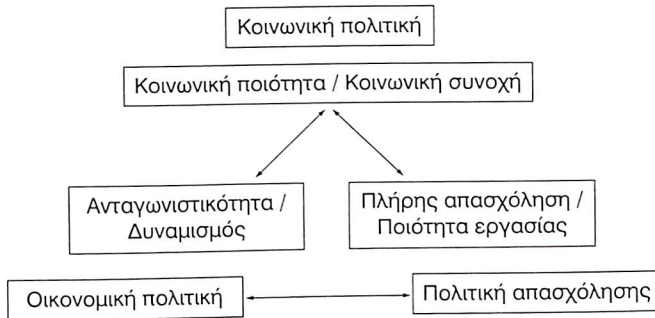 Κοινωνική πολιτική
Κοινωνική ποιότητα / Κοινωνική συνοχή
Ανταγωνιστικότητα /
Δυναμισμός
Πλήρης απασχόληση /
Ποιότητα εργασίας
Οικονομική πολιτική
Πολιτική απασχόλησης